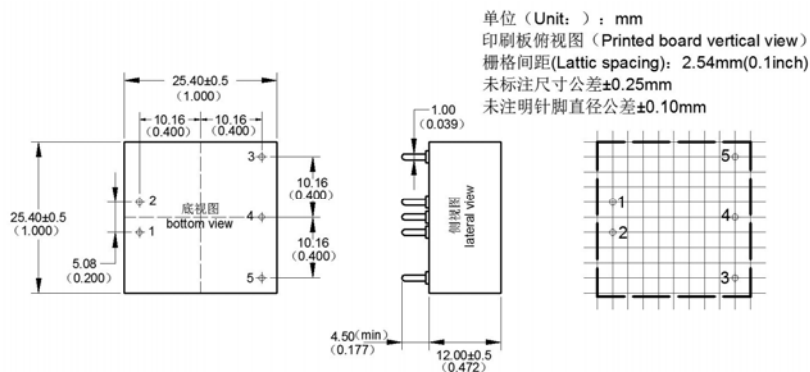 单位（Unit：）：mm
印刷板俯视图（Printed board vertical view）
栅格间距(Lattic spacing)：2.54mm(0.1inch)
未标注尺寸公差±0.25mm
未注明针脚直径公差±0.10mm
25.40±0.5
(1.000)
10.16
(0.400)
10.16
(0.400)
3
2
1
4
5
底视图
bottom view
25.40±0.5
(1.000)
5.08
(0.200)
10.16
(0.400)
10.16
(0.400)
1.00
(0.039)
侧视图
lateral view
4.50(min)
(0.177)
12.00±0.5
(0.472)
5
1
4
2
3